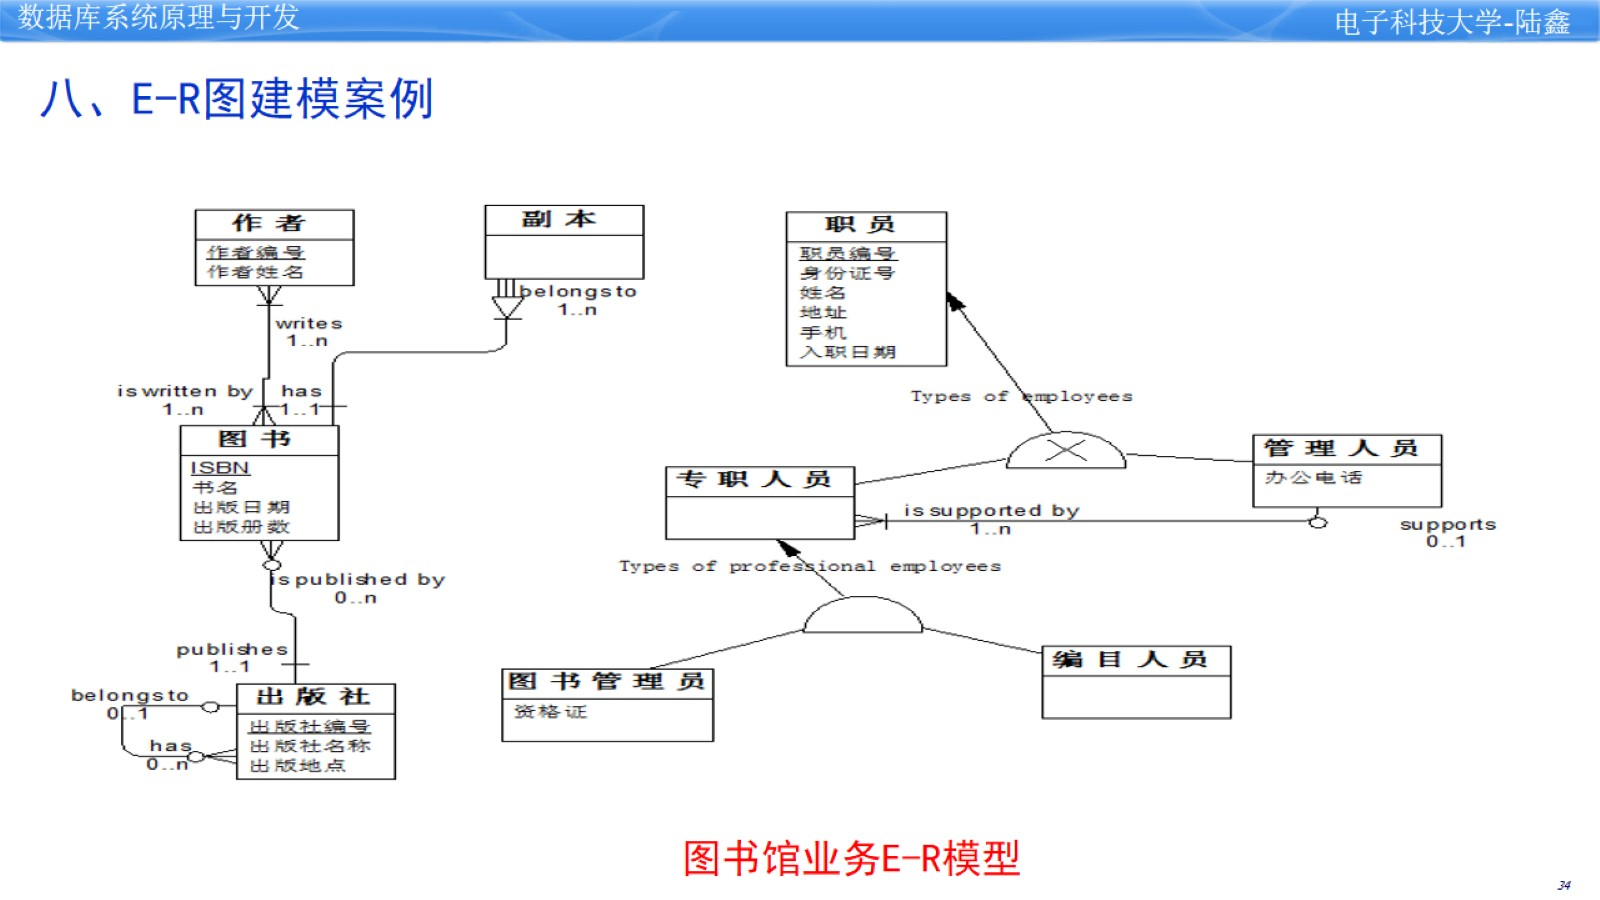 数据库系统原理与开发
电子科技大学-陆鑫
八、E-R图建模案例
作者
作者编号
作者姓名
副本
belongs to
1..n
职员
职员编号
身份证号
姓名
地址
手机
入职日期
writes
1..n
is written by
1..n
has
1..1
Types of employees
图书
ISBN
书名
出版日期
出版册数
专职人员
管理人员
办公电话
is supported by
1..n
supports
0..1
Types of professional employees
is published by
0..n
publishes
1..1
belongs to
0..1
has
0..n
出版社
出版社编号
出版社名称
出版地点
图书管理员
资格证
编目人员
图书馆业务E-R模型
34